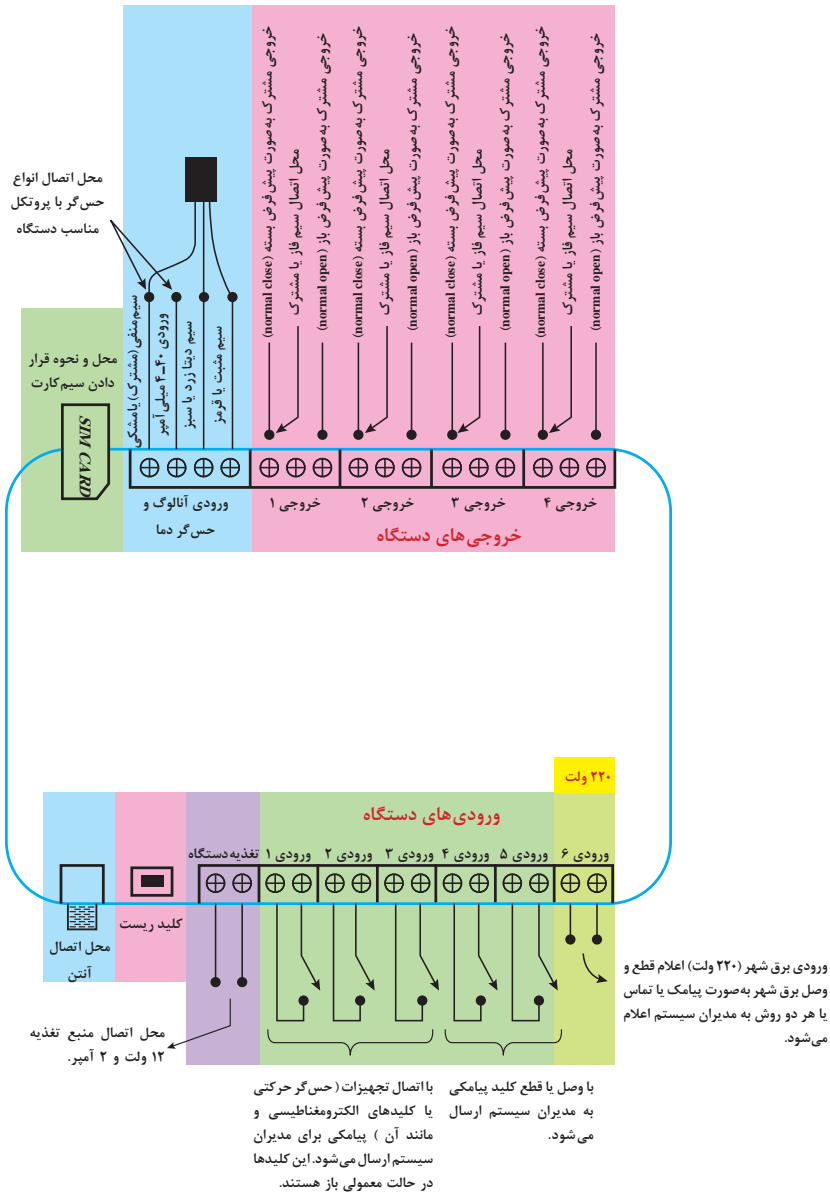 خروجی مشترک به‌صورت پیش‌فرض بسته (normal close)
محل اتصال سیم فاز یا مشترک
خروجی مشترک به‌صورت پیش‌فرض باز (normal open)
خروجی مشترک به‌صورت پیش‌فرض بسته (normal close)
محل اتصال سیم فاز یا مشترک
خروجی مشترک به‌صورت پیش‌فرض باز (normal open)
خروجی مشترک به‌صورت پیش‌فرض بسته (normal close)
محل اتصال سیم فاز یا مشترک
خروجی مشترک به‌صورت پیش‌فرض باز (normal open)
خروجی مشترک به‌صورت پیش‌فرض بسته (normal close)
محل اتصال سیم فاز یا مشترک
خروجی مشترک به‌صورت پیش‌فرض باز (normal open)
محل اتصال انواع
حس‌گر با پروتکل
مناسب دستگاه
سیم منفی (مشترک) یا مشکی
ورودی ۲۰ـ۴ میلی آمپر
سیم دیتا زرد یا سبز
سیم مثبت یا قرمز
محل و نحوه قرار
دادن سیم‌کارت
SIM CARD
ورودی آنالوگ و
حس‌گر دما
خروجی ۱
خروجی ۲
خروجی ۳
خروجی ۴
خروجی‌های دستگاه
۲۲۰ ولت
ورودی‌های دستگاه
تغذیه دستگاه
ورودی ۱
ورودی ۲
ورودی ۳
ورودی ۴
ورودی ۵
ورودی ۶
کلید ریست
محل اتصال
آنتن
محل اتصال منبع تغذیه
۱۲ ولت و ۲ آمپر.
با اتصال تجهیزات (حس‌گر حرکتی
یا کلیدهای الکترومغناطیسی و
مانند آن ) پیامکی برای مدیران
سیستم ارسال می‌شود. این کلیدها
در حالت معمولی باز هستند.
با وصل یا قطع کلید پیامکی
به مدیران سیستم ارسال
می‌شود.
ورودی برق شهر (۲۲۰ ولت) اعلام قطع و
وصل برق شهر به‌صورت پیامک یا تماس
یا هر دو روش به مدیران سیستم اعلام
می‌شود.